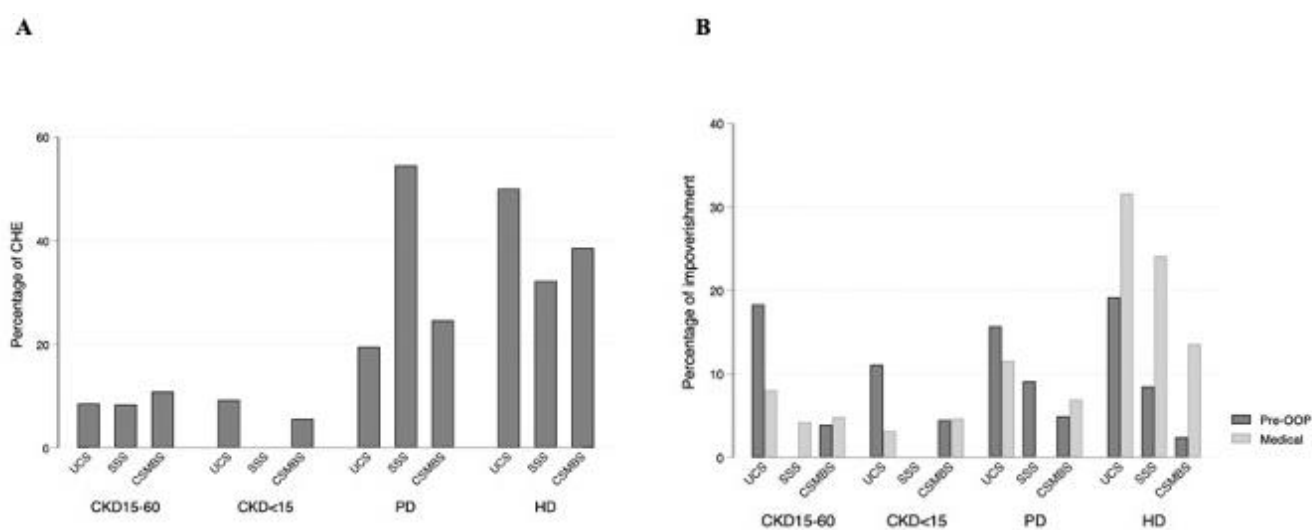 A
Percentage of CHE
60
40
20
0
UCS SSS CSMBS UCS SSS CSMBS UCS SSS CSMBS UCS SSS CSMBS
CKD15-60 CKD<15 PD HD
B
Percentage of impoverishment
40
30
20
10
0
UCS SSS CSMBS UCS SSS CSMBS UCS SSS CSMBS UCS SSS CSMBS
CKD15-60 CKD<15 PD HD
Pre-OOP
Medical